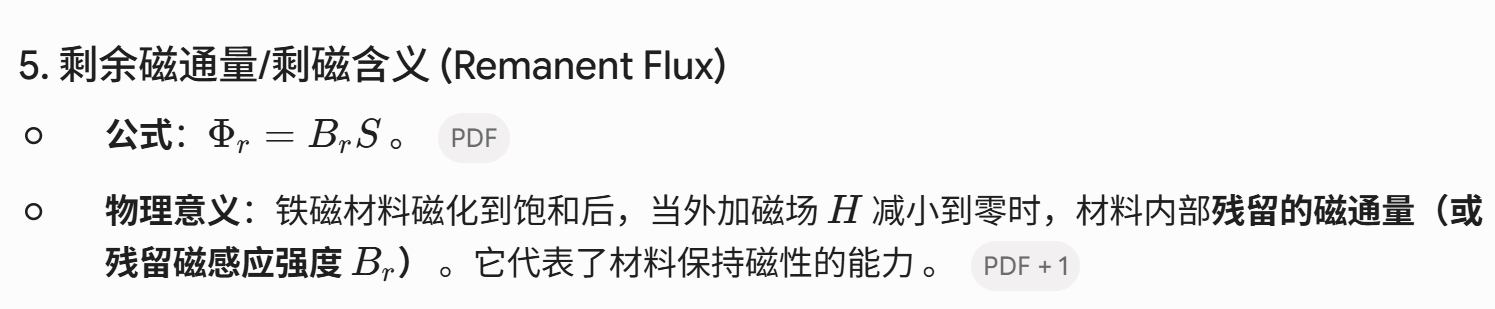 5. 剩余磁通量/剩磁含义 (Remanent Flux)
公式：Φr = BrS 。 PDF
物理意义：铁磁材料磁化到饱和后，当外加磁场 H 减小到零时，材料内部残留的磁通量（或
残留磁感应强度 Br）。它代表了材料保持磁性的能力 。 PDF + 1